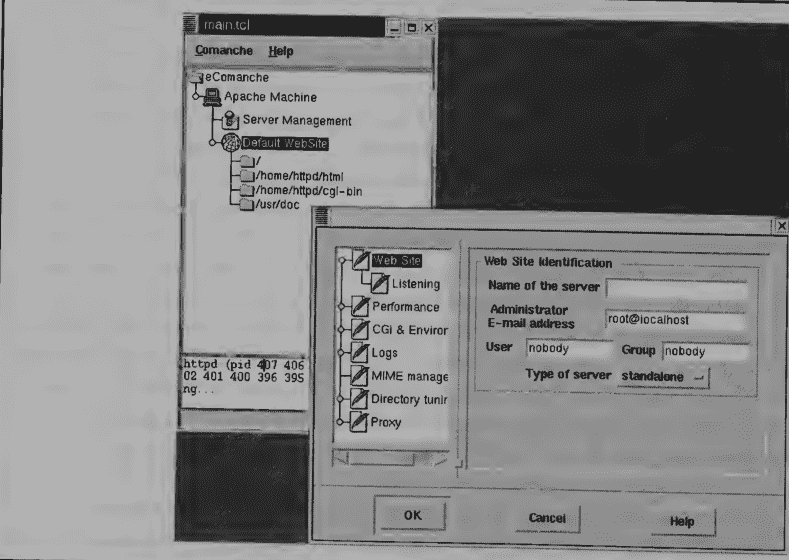 main.tcl
Comanche Help
eComanche
Apache Machine
Server Management
Default WebSite
/
/home/httpd/html
/home/httpd/cgi-bin
/usr/doc
httpd (pid 407 406
02 401 400 396 395
ng...
Web Site
Listening
Performance
CGI & Enviror
Logs
MIME manage
Directory tunir
Proxy
Web Site Identification
Name of the server
Administrator
E-mail address root@localhost
User nobody Group nobody
Type of server standalone
OK Cancel Help